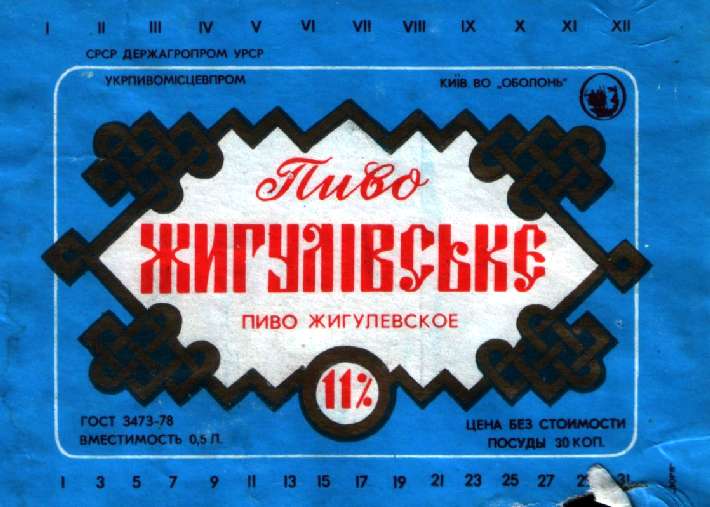 I II III IV V VI VII VIII IX X XI XII
СРСР ДЕРЖАГРОПРОМ УРСР
УКРПИВОМІСЦЕВПРОМ
КИЇВ ВО „ОБОЛОНЬ"
Пиво
ЖИГУЛІВСЬКЕ
ПИВО ЖИГУЛЕВСКОЕ
11%
ГОСТ 3473-78
ВМЕСТИМОСТЬ 0,5 Л.
ЦЕНА БЕЗ СТОИМОСТИ
ПОСУДЫ 30 КОП.
1 3 5 7 9 11 13 15 17 19 21 23 25 27 31